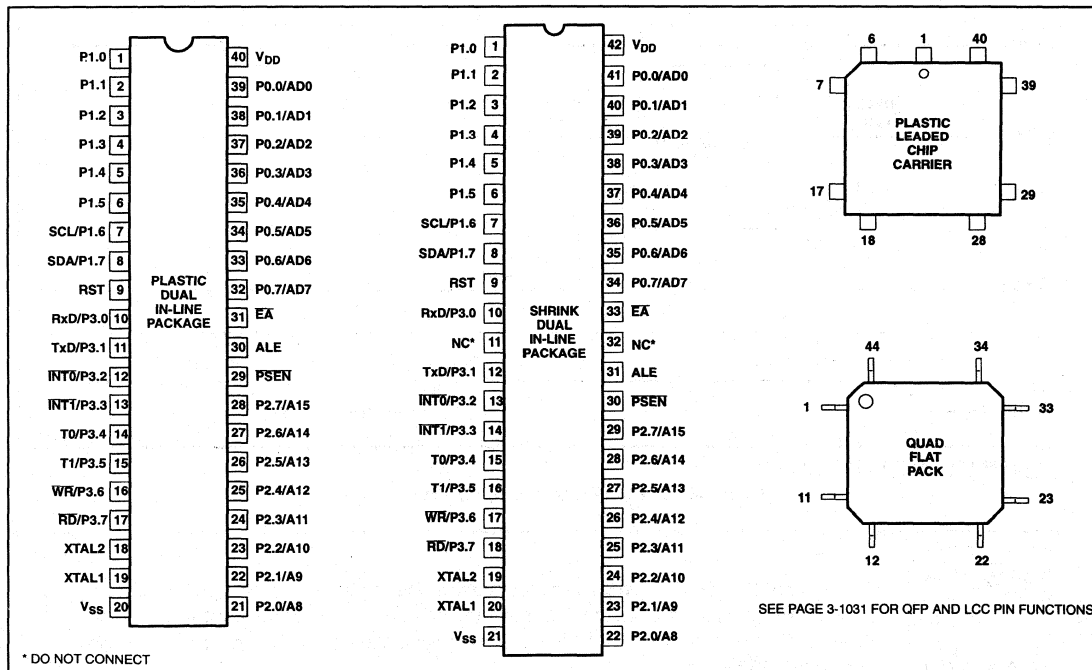 P1.0 1
P1.1 2
P1.2 3
P1.3 4
P1.4 5
P1.5 6
SCL/P1.6 7
SDA/P1.7 8
RST 9
RxD/P3.0 10
TxD/P3.1 11
INT0/P3.2 12
INT1/P3.3 13
T0/P3.4 14
T1/P3.5 15
WR/P3.6 16
RD/P3.7 17
XTAL2 18
XTAL1 19
VSS 20
PLASTIC
DUAL
IN-LINE
PACKAGE
40 VDD
39 P0.0/AD0
38 P0.1/AD1
37 P0.2/AD2
36 P0.3/AD3
35 P0.4/AD4
34 P0.5/AD5
33 P0.6/AD6
32 P0.7/AD7
31 EA
30 ALE
29 PSEN
28 P2.7/A15
27 P2.6/A14
26 P2.5/A13
25 P2.4/A12
24 P2.3/A11
23 P2.2/A10
22 P2.1/A9
21 P2.0/A8
* DO NOT CONNECT
P1.0 1
P1.1 2
P1.2 3
P1.3 4
P1.4 5
P1.5 6
SCL/P1.6 7
SDA/P1.7 8
RST 9
RxD/P3.0 10
NC* 11
TxD/P3.1 12
INT0/P3.2 13
INT1/P3.3 14
T0/P3.4 15
T1/P3.5 16
WR/P3.6 17
RD/P3.7 18
XTAL2 19
XTAL1 20
VSS 21
SHRINK
DUAL
IN-LINE
PACKAGE
42 VDD
41 P0.0/AD0
40 P0.1/AD1
39 P0.2/AD2
38 P0.3/AD3
37 P0.4/AD4
36 P0.5/AD5
35 P0.6/AD6
34 P0.7/AD7
33 EA
32 NC*
31 ALE
30 PSEN
29 P2.7/A15
28 P2.6/A14
27 P2.5/A13
26 P2.4/A12
25 P2.3/A11
24 P2.2/A10
23 P2.1/A9
22 P2.0/A8
6 1 40
7 39
PLASTIC
LEADED
CHIP
CARRIER
17 29
18 28
44 34
1 33
QUAD
FLAT
PACK
11 23
12 22
SEE PAGE 3-1031 FOR QFP AND LCC PIN FUNCTIONS